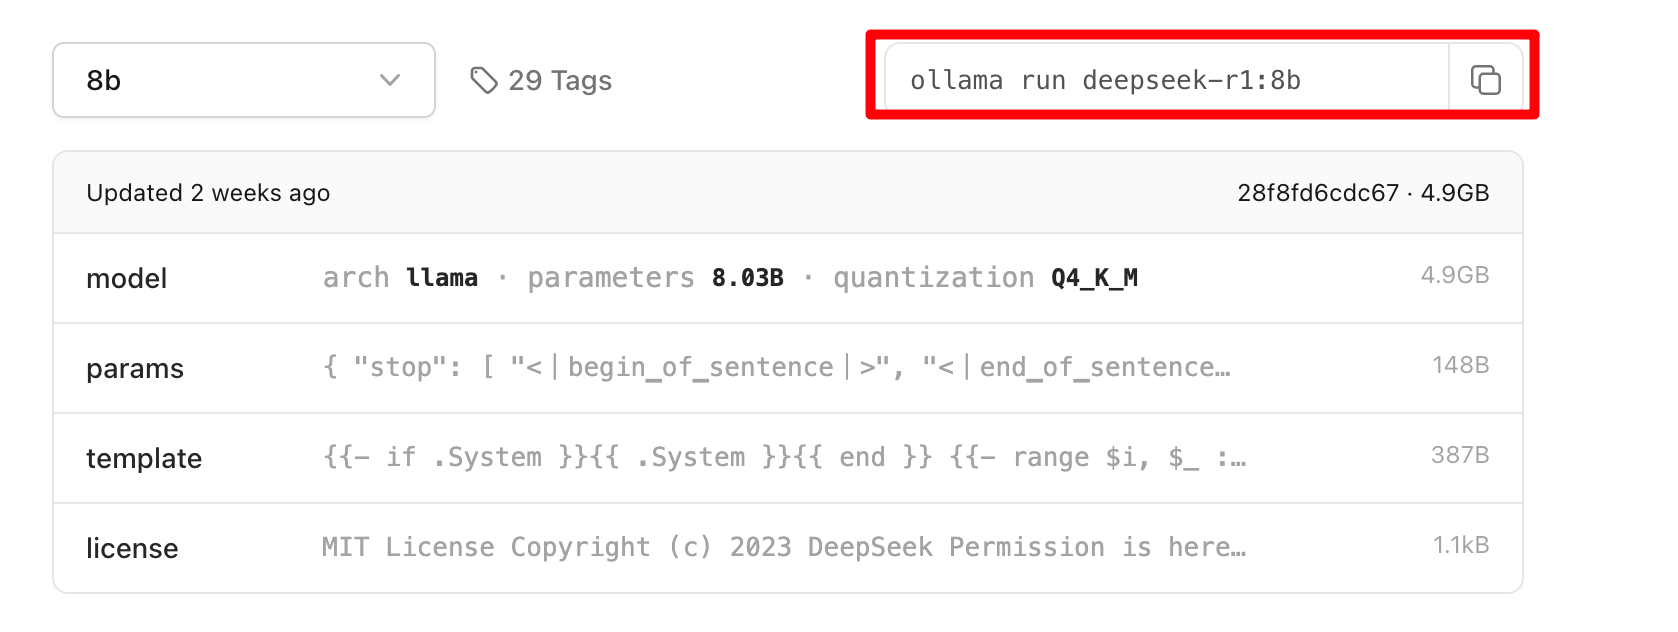 8b
29 Tags
ollama run deepseek-r1:8b
Updated 2 weeks ago
28f8fd6cdc67 · 4.9GB
model arch llama · parameters 8.03B · quantization Q4_K_M 4.9GB
params { "stop": [ "<｜begin_of_sentence｜>", "<｜end_of_sentence… 148B
template {{- if .System }}{{ .System }}{{ end }} {{- range $i, $_ :… 387B
license MIT License Copyright (c) 2023 DeepSeek Permission is here… 1.1kB